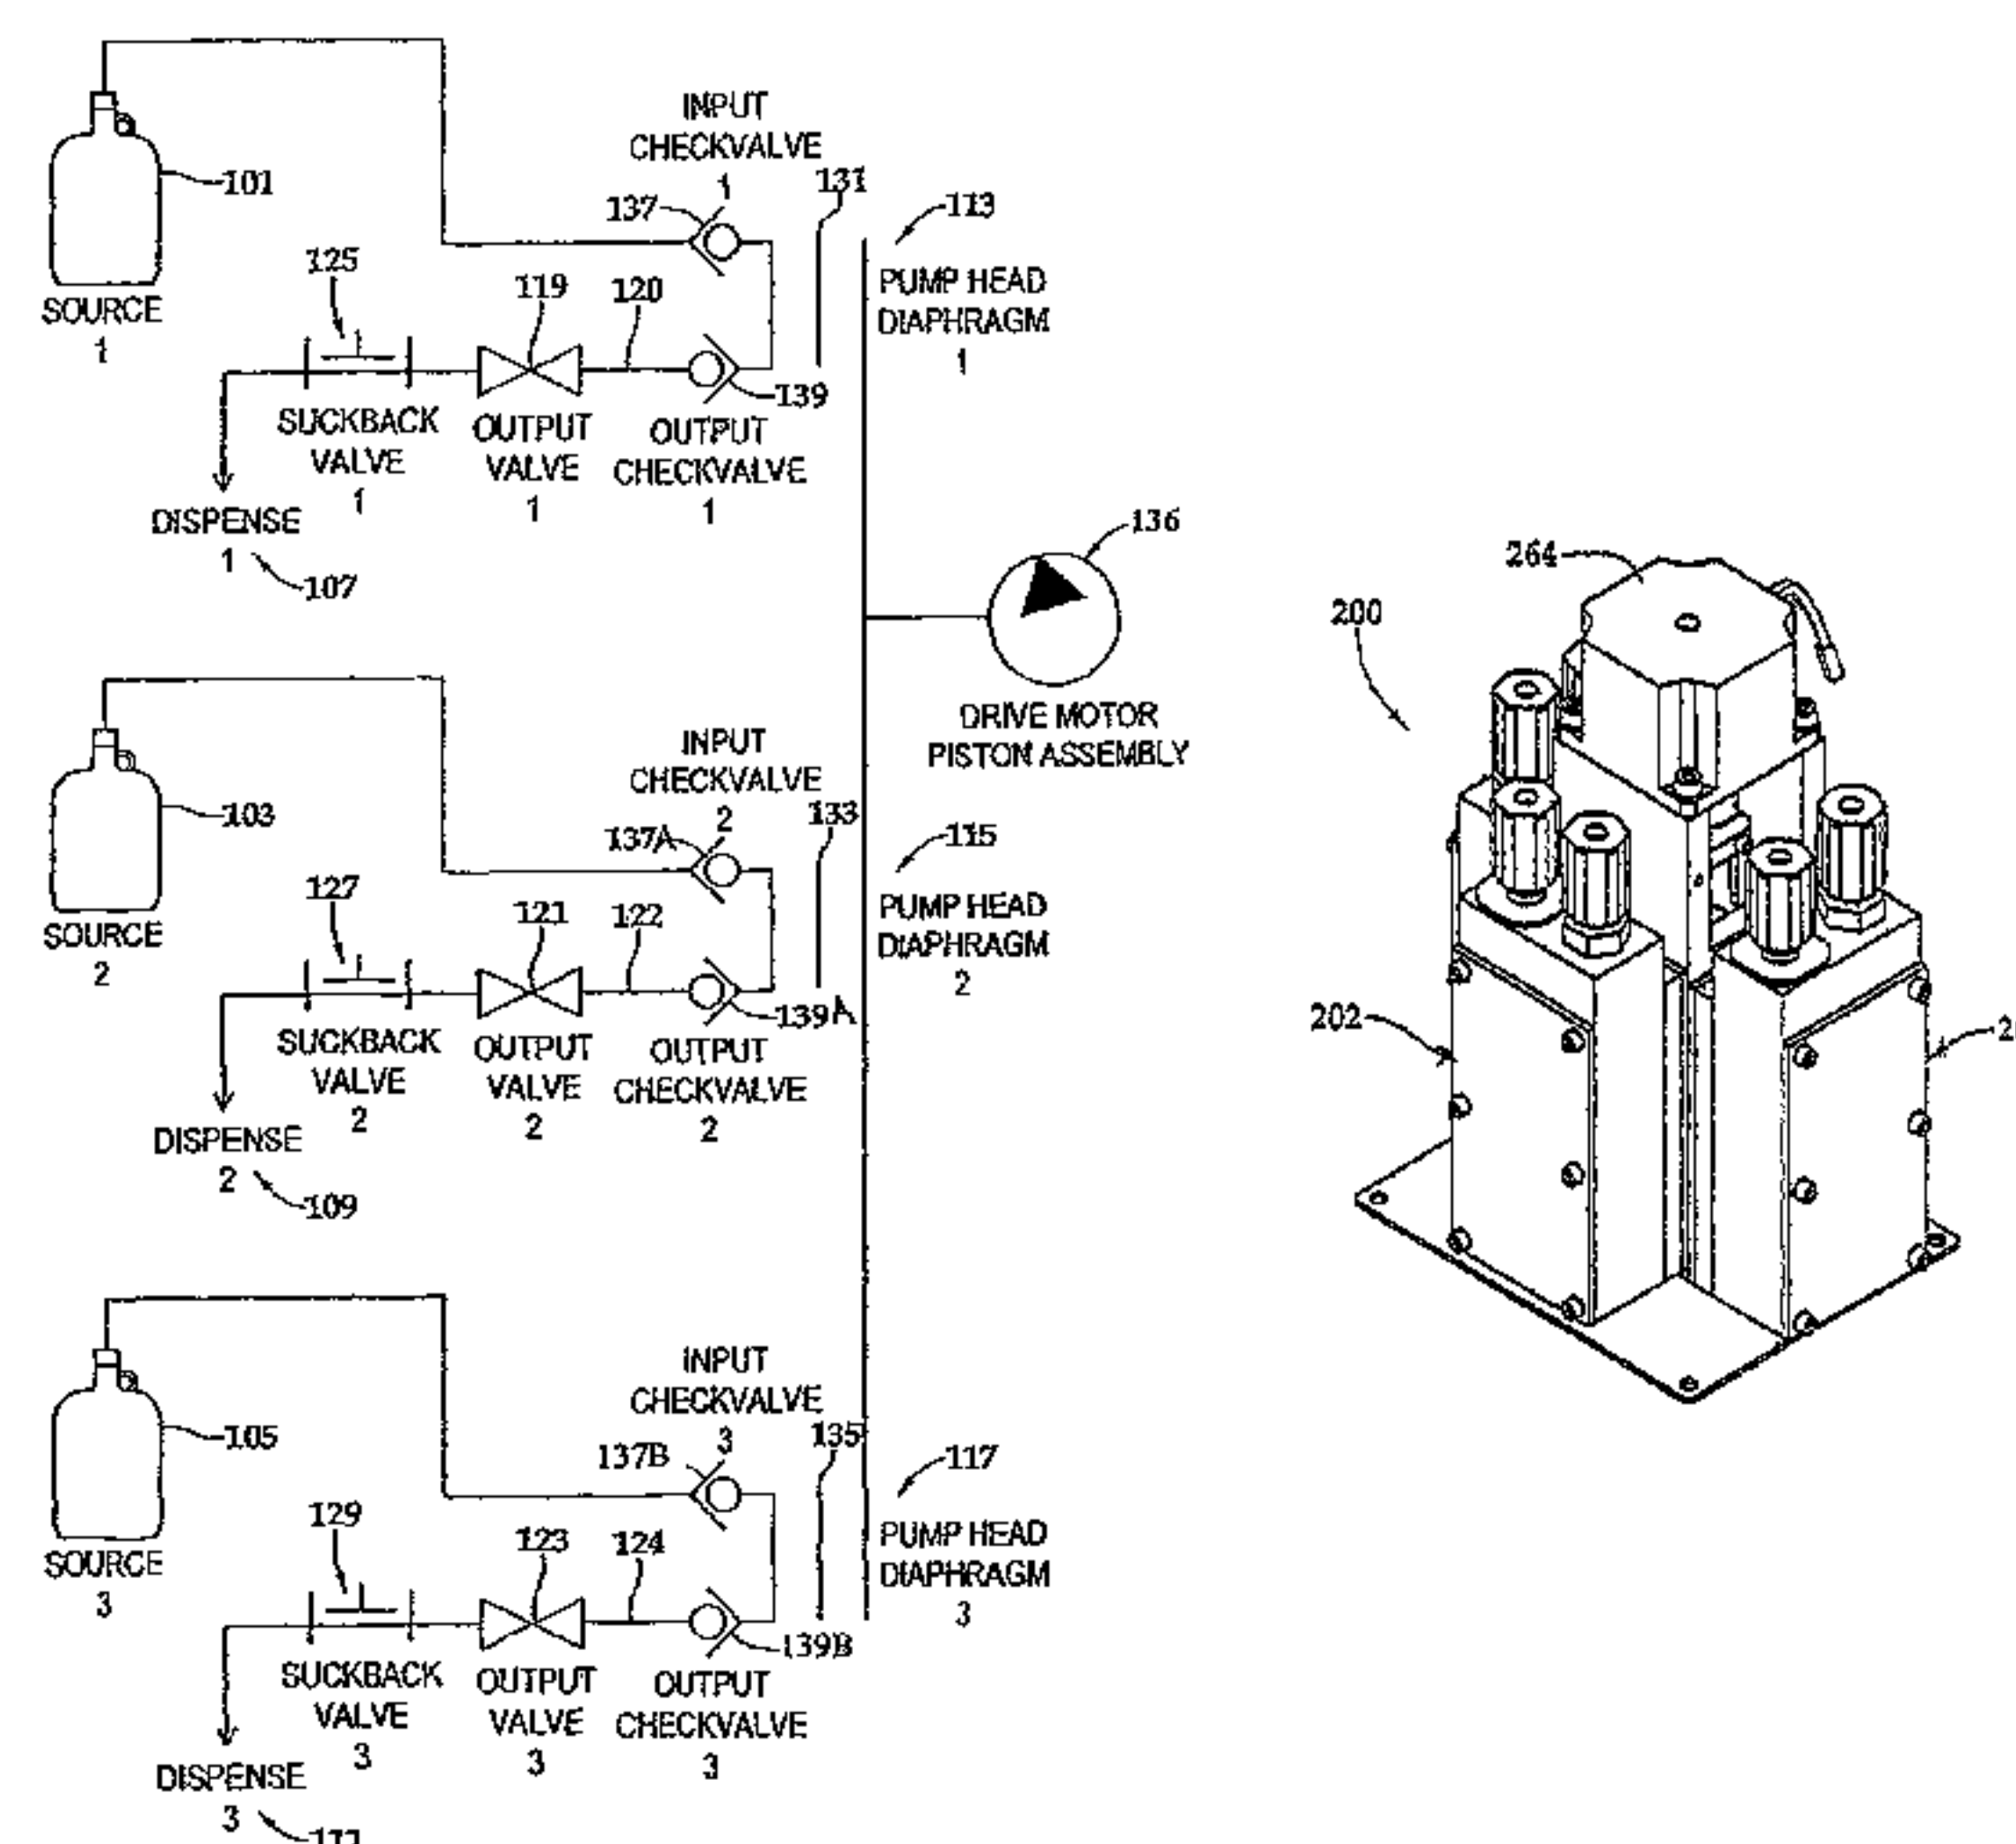 INPUT
CHECKVALVE
1
101
137
131
113
PUMP HEAD
DIAPHRAGM
1
SOURCE
1
125
119
120
139
SUCKBACK
VALVE
1
OUTPUT
VALVE
1
OUTPUT
CHECKVALVE
1
DISPENSE
1
107
136
DRIVE MOTOR
PISTON ASSEMBLY
INPUT
CHECKVALVE
2
103
137A
133
115
PUMP HEAD
DIAPHRAGM
2
SOURCE
2
127
121
122
139A
SUCKBACK
VALVE
2
OUTPUT
VALVE
2
OUTPUT
CHECKVALVE
2
DISPENSE
2
109
INPUT
CHECKVALVE
3
105
137B
135
117
PUMP HEAD
DIAPHRAGM
3
SOURCE
3
129
123
124
139B
SUCKBACK
VALVE
3
OUTPUT
VALVE
3
OUTPUT
CHECKVALVE
3
DISPENSE
3
264
200
202